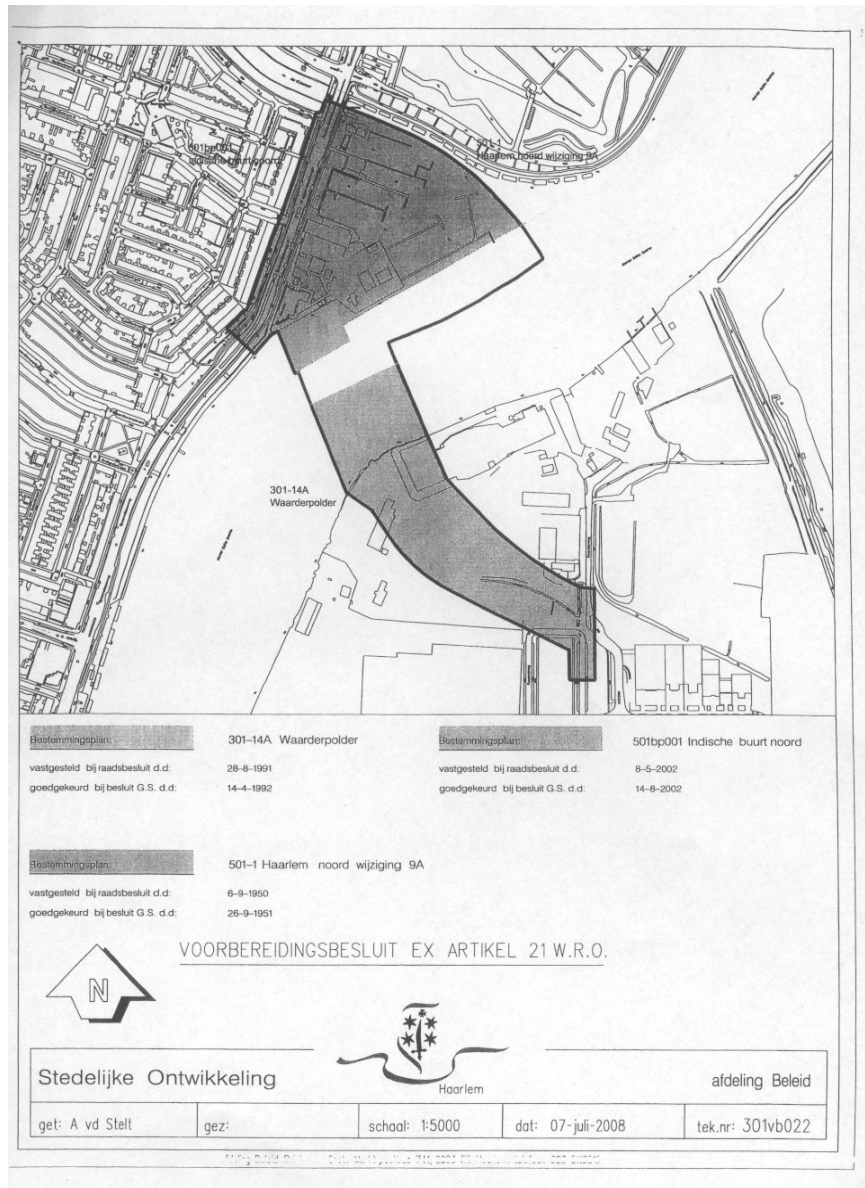 501bp001
Indische buurt noord
501-1
Haarlem noord wijziging 9A
301-14A
Waarderpolder
Bestemmingsplan: 301-14A Waarderpolder
vastgesteld bij raadsbesluit d.d: 28-8-1991
goedgekeurd bij besluit G.S. d.d: 14-4-1992
Bestemmingsplan: 501bp001 Indische buurt noord
vastgesteld bij raadsbesluit d.d: 8-5-2002
goedgekeurd bij besluit G.S. d.d: 14-8-2002
Bestemmingsplan: 501-1 Haarlem noord wijziging 9A
vastgesteld bij raadsbesluit d.d: 6-9-1950
goedgekeurd bij besluit G.S. d.d: 26-9-1951
VOORBEREIDINGSBESLUIT EX ARTIKEL 21 W.R.O.
N
Haarlem
Stedelijke Ontwikkeling
afdeling Beleid
get: A vd Stelt
gez:
schaal: 1:5000
dat: 07-juli-2008
tek.nr: 301vb022